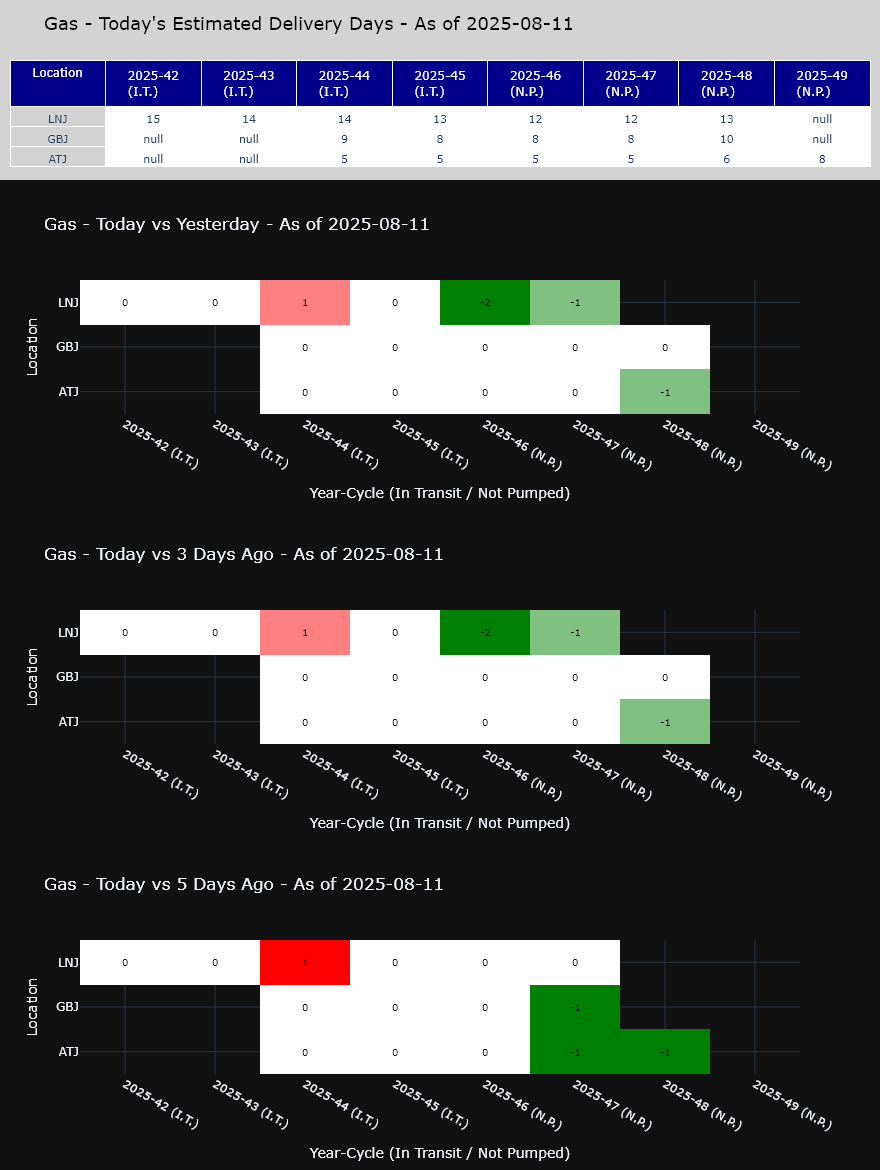 Gas - Today's Estimated Delivery Days - As of 2025-08-11
Location 2025-42 (I.T.) 2025-43 (I.T.) 2025-44 (I.T.) 2025-45 (I.T.) 2025-46 (N.P.) 2025-47 (N.P.) 2025-48 (N.P.) 2025-49 (N.P.)
LNJ 15 14 14 13 12 12 13 null
GBJ null null 9 8 8 8 10 null
ATJ null null 5 5 5 5 6 8
Gas - Today vs Yesterday - As of 2025-08-11
Location
LNJ 0 0 1 0 -2 -1
GBJ 0 0 0 0 0
ATJ 0 0 0 0 -1
2025-42 (I.T.) 2025-43 (I.T.) 2025-44 (I.T.) 2025-45 (I.T.) 2025-46 (N.P.) 2025-47 (N.P.) 2025-48 (N.P.) 2025-49 (N.P.)
Year-Cycle (In Transit / Not Pumped)
Gas - Today vs 3 Days Ago - As of 2025-08-11
Location
LNJ 0 0 1 0 -2 -1
GBJ 0 0 0 0 0
ATJ 0 0 0 0 -1
2025-42 (I.T.) 2025-43 (I.T.) 2025-44 (I.T.) 2025-45 (I.T.) 2025-46 (N.P.) 2025-47 (N.P.) 2025-48 (N.P.) 2025-49 (N.P.)
Year-Cycle (In Transit / Not Pumped)
Gas - Today vs 5 Days Ago - As of 2025-08-11
Location
LNJ 0 0 1 0 0 0
GBJ 0 0 0 -1
ATJ 0 0 0 -1 -1
2025-42 (I.T.) 2025-43 (I.T.) 2025-44 (I.T.) 2025-45 (I.T.) 2025-46 (N.P.) 2025-47 (N.P.) 2025-48 (N.P.) 2025-49 (N.P.)
Year-Cycle (In Transit / Not Pumped)